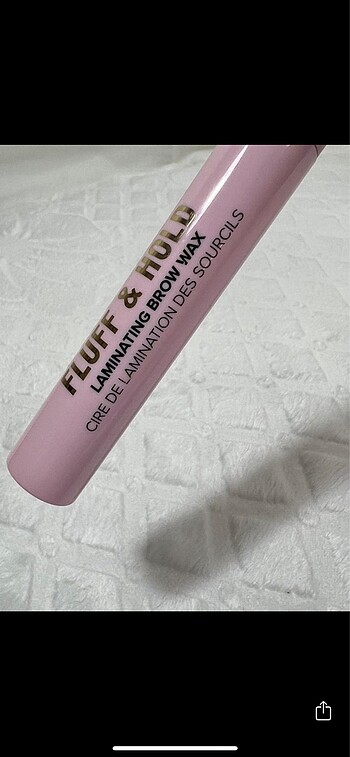 FLUFF & HOLD
LAMINATING BROW WAX
CIRE DE LAMINATION DES SOURCILS